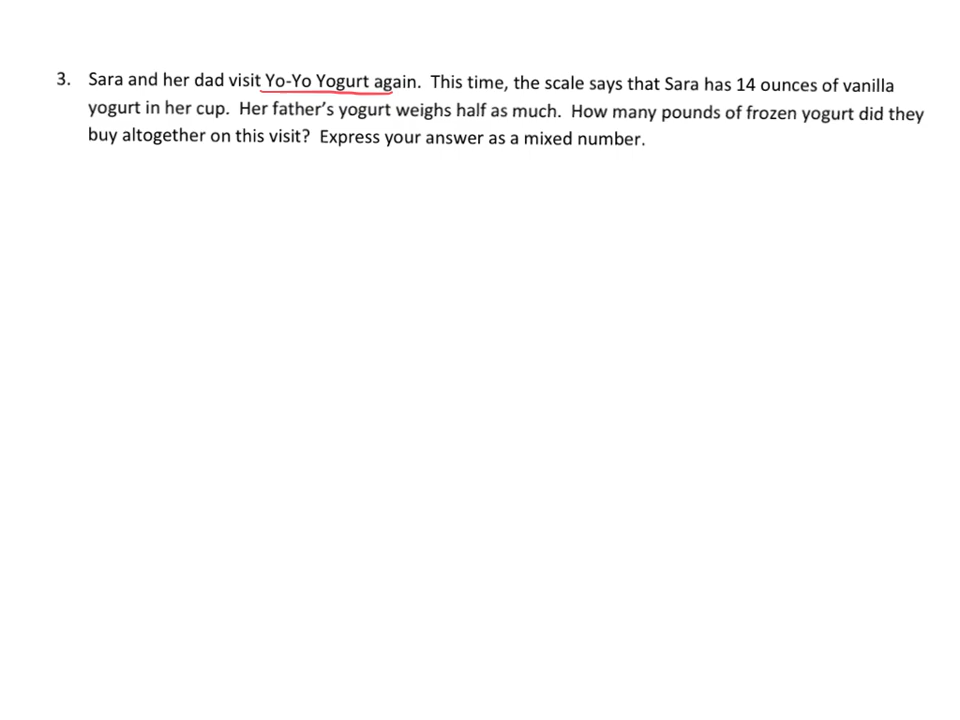 3. Sara and her dad visit Yo-Yo Yogurt again. This time, the scale says that Sara has 14 ounces of vanilla
yogurt in her cup. Her father’s yogurt weighs half as much. How many pounds of frozen yogurt did they
buy altogether on this visit? Express your answer as a mixed number.